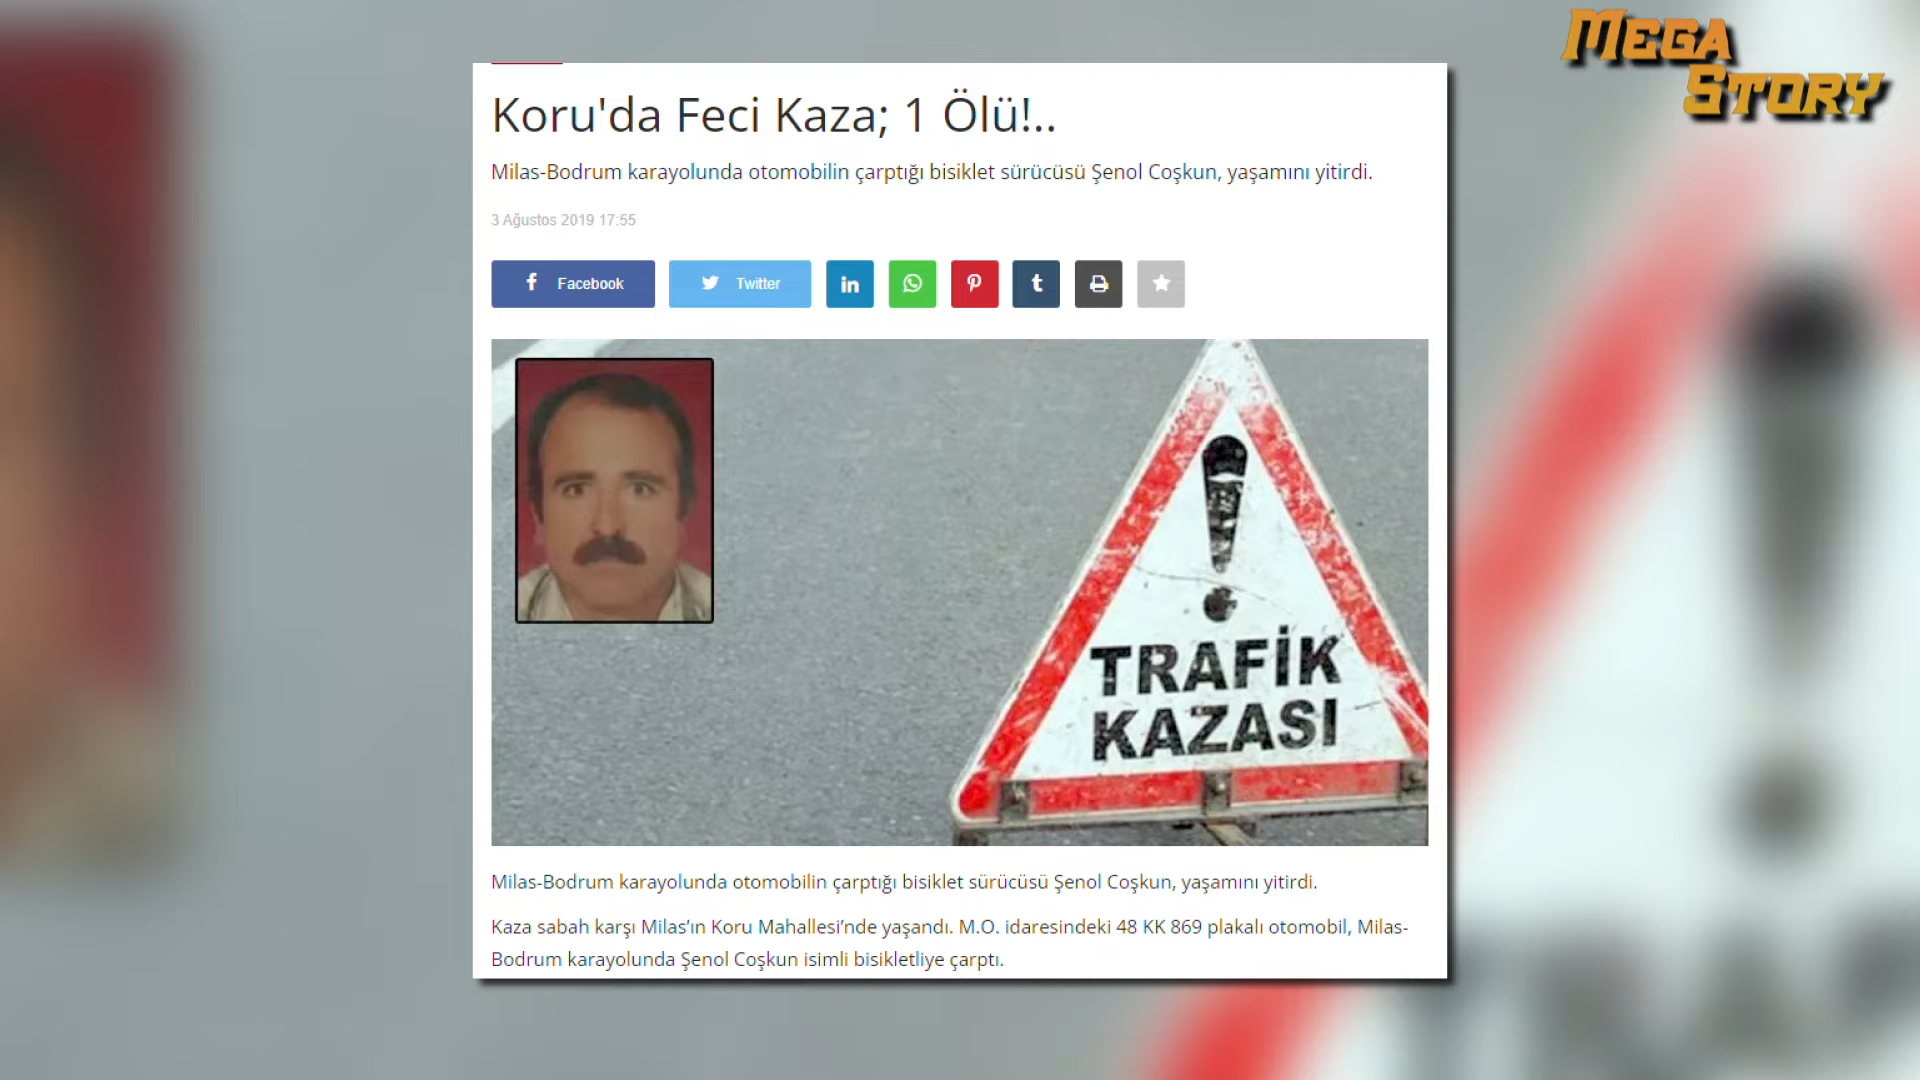 MEGA
STORY
Koru'da Feci Kaza; 1 Ölü!..
Milas-Bodrum karayolunda otomobilin çarptığı bisiklet sürücüsü Şenol Coşkun, yaşamını yitirdi.
3 Ağustos 2019 17:55
Facebook
Twitter
TRAFİK
KAZASI
Milas-Bodrum karayolunda otomobilin çarptığı bisiklet sürücüsü Şenol Coşkun, yaşamını yitirdi.
Kaza sabah karşı Milas’ın Koru Mahallesi’nde yaşandı. M.O. idaresindeki 48 KK 869 plakalı otomobil, Milas-
Bodrum karayolunda Şenol Coşkun isimli bisikletliye çarptı.